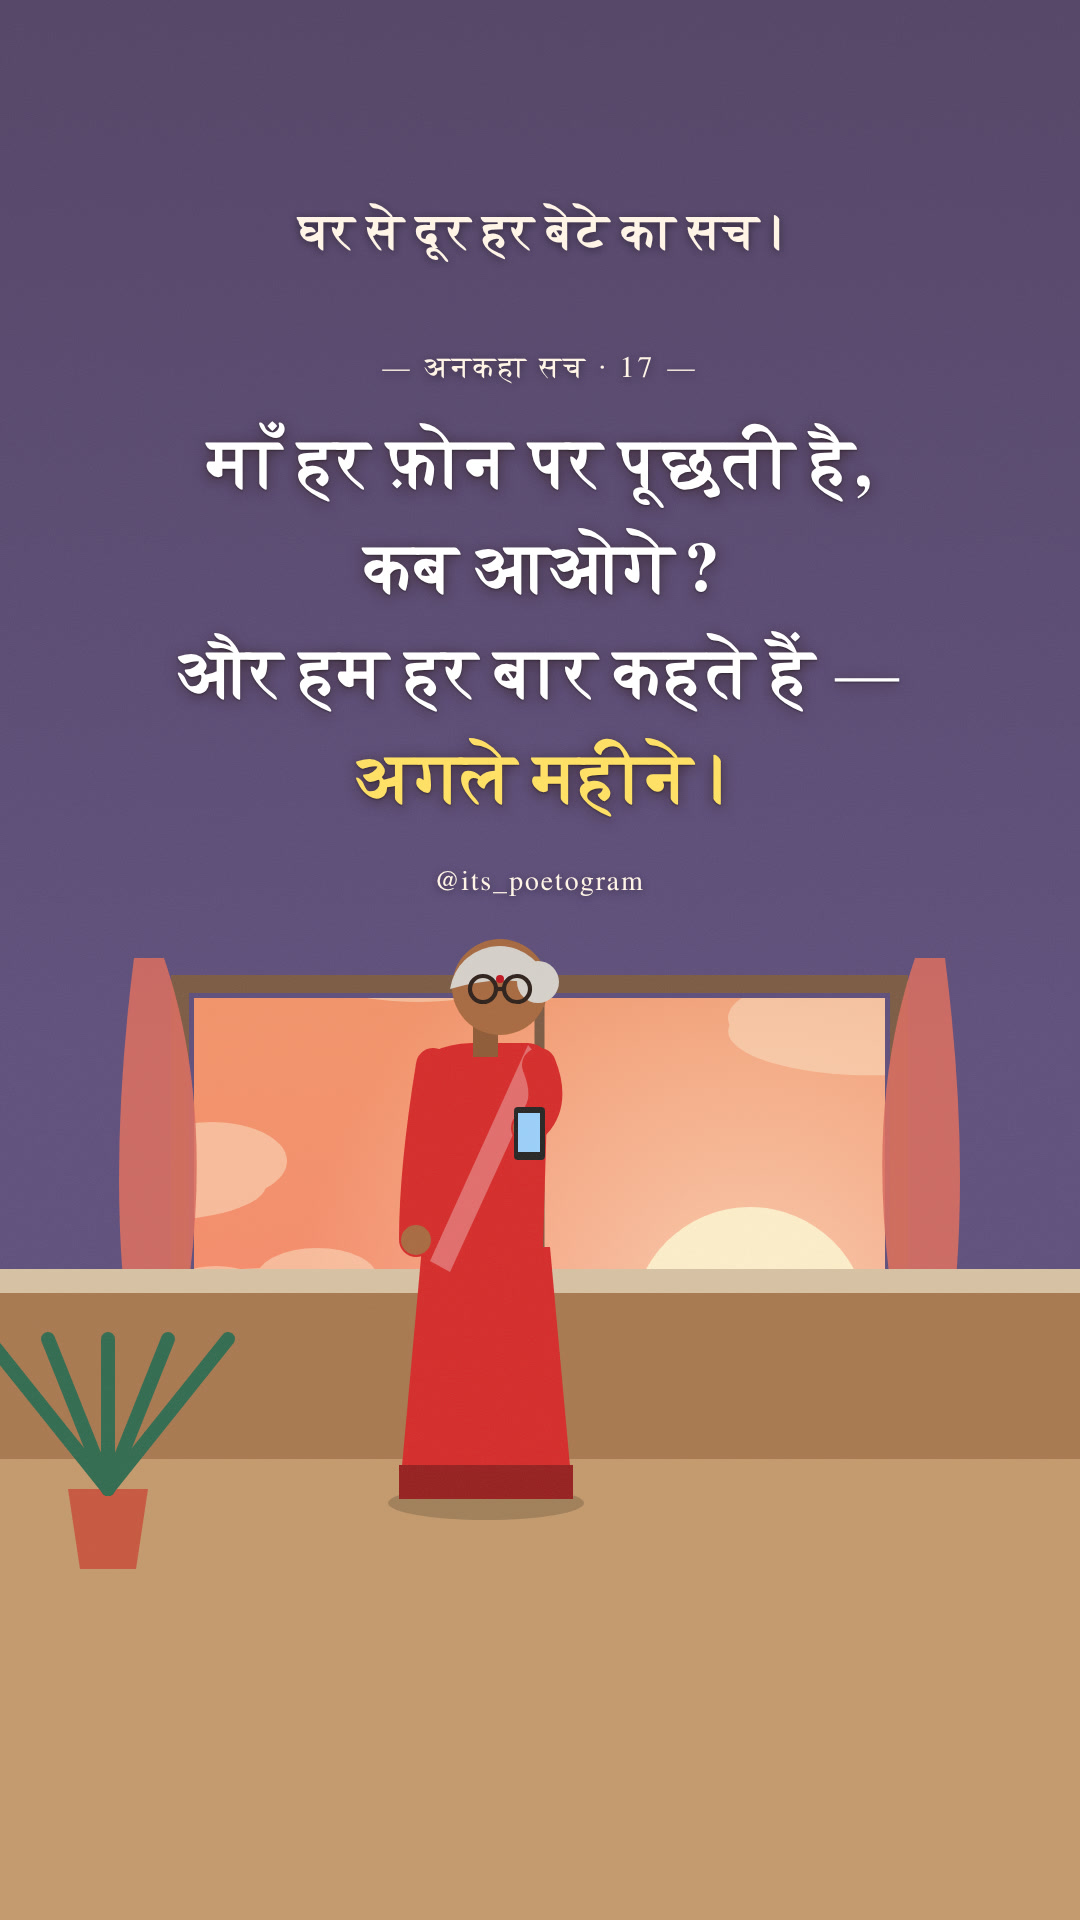 घर से दूर हर बेटे का सच।
— अनकहा सच · 17 —
माँ हर फ़ोन पर पूछती है,
कब आओगे ?
और हम हर बार कहते हैं —
अगले महीने।
@its_poetogram